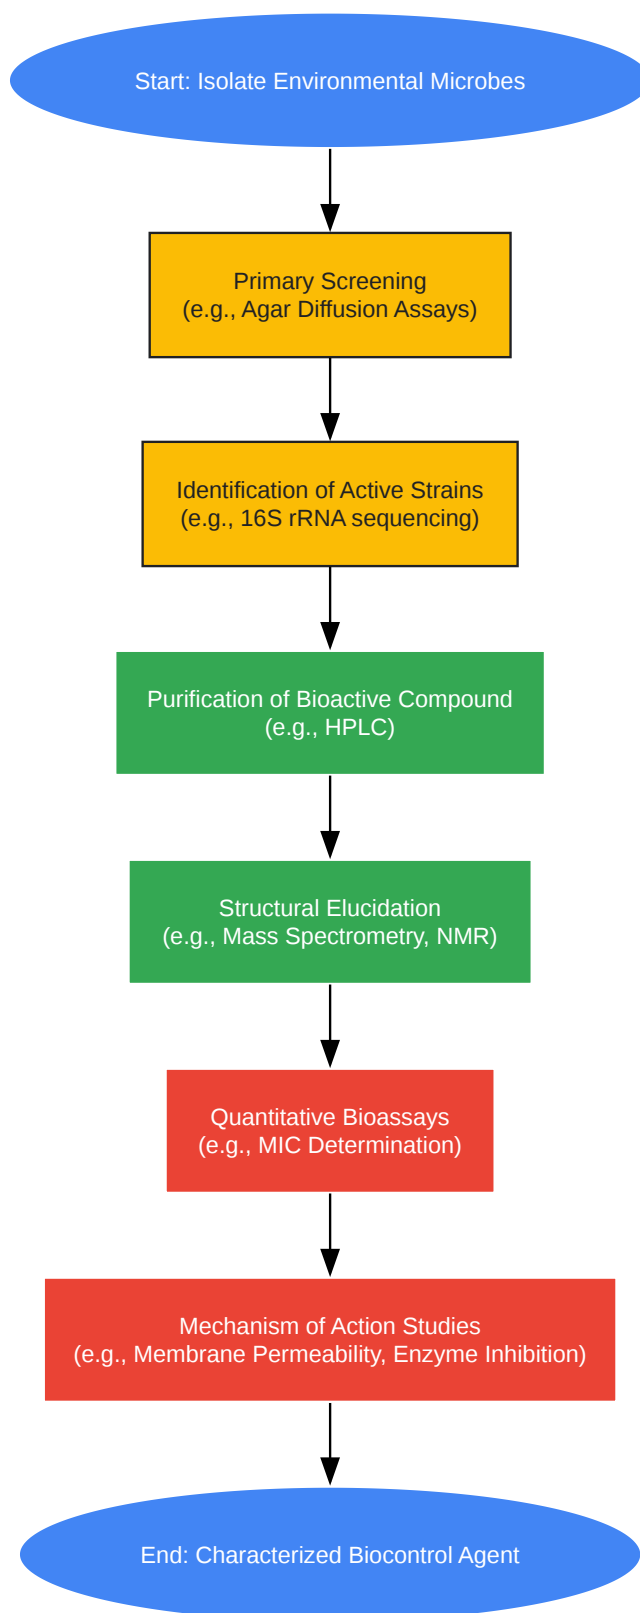 Start: Isolate Environmental Microbes
Primary Screening
(e.g., Agar Diffusion Assays)
Identification of Active Strains
(e.g., 16S rRNA sequencing)
Purification of Bioactive Compound
(e.g., HPLC)
Structural Elucidation
(e.g., Mass Spectrometry, NMR)
Quantitative Bioassays
(e.g., MIC Determination)
Mechanism of Action Studies
(e.g., Membrane Permeability, Enzyme Inhibition)
End: Characterized Biocontrol Agent